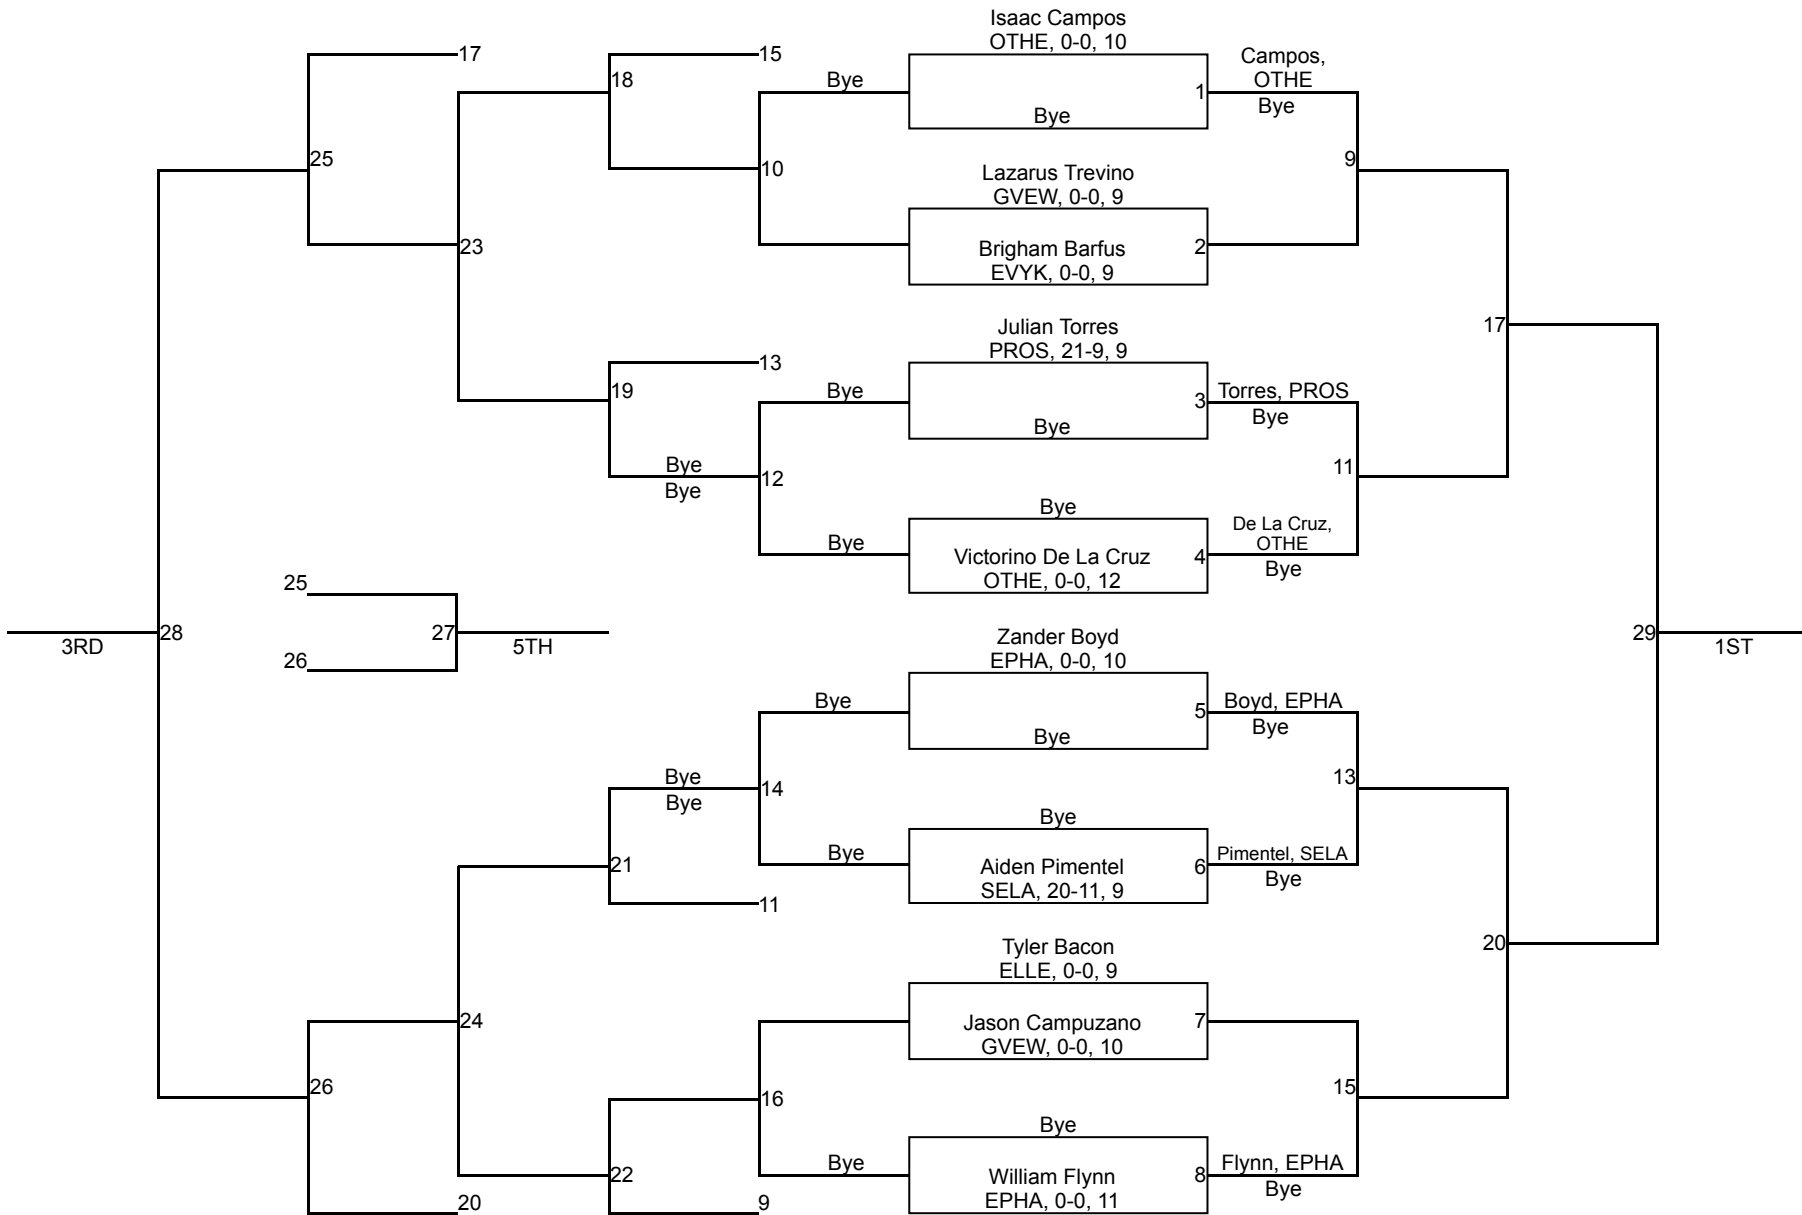 Isaac Campos
OTHE, 0-0, 10
17
15
Campos,
OTHE
18
Bye
1
Bye
Bye
25
10
9
Lazarus Trevino
GVEW, 0-0, 9
23
Brigham Barfus
2
EVYK, 0-0, 9
Julian Torres
17
PROS, 21-9, 9
13
19
Bye
3
Torres, PROS
Bye
Bye
Bye
12
11
Bye
Bye
De La Cruz,
OTHE
Bye
Victorino De La Cruz
4
Bye
OTHE, 0-0, 12
25
28
27
29
3RD
5TH
1ST
26
Zander Boyd
EPHA, 0-0, 10
Bye
5
Boyd, EPHA
Bye
Bye
Bye
14
13
Bye
Bye
21
Bye
Aiden Pimentel
6
Pimentel, SELA
Bye
SELA, 20-11, 9
11
20
Tyler Bacon
ELLE, 0-0, 9
24
Jason Campuzano
7
GVEW, 0-0, 10
26
16
15
Bye
22
Bye
William Flynn
8
Flynn, EPHA
Bye
EPHA, 0-0, 11
20
9